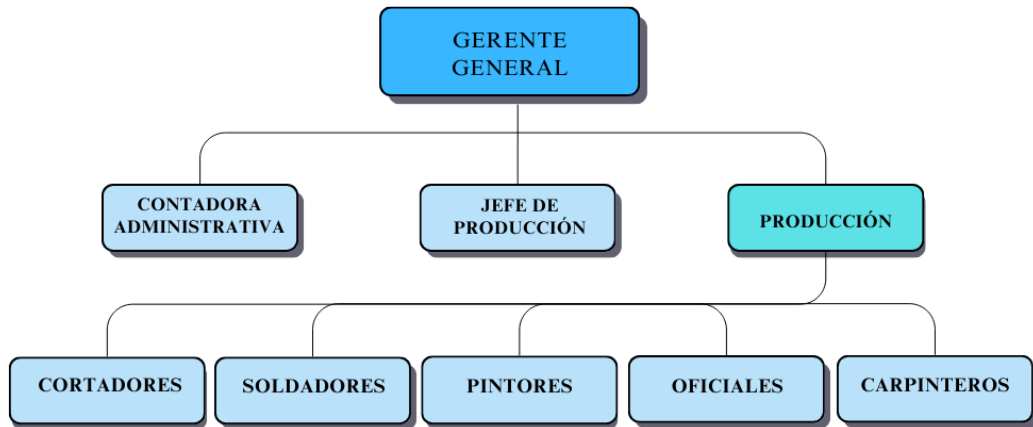 GERENTE
GENERAL
CONTADORA
ADMINISTRATIVA
JEFE DE
PRODUCCIÓN
PRODUCCIÓN
CORTADORES
SOLDADORES
PINTORES
OFICIALES
CARPINTEROS